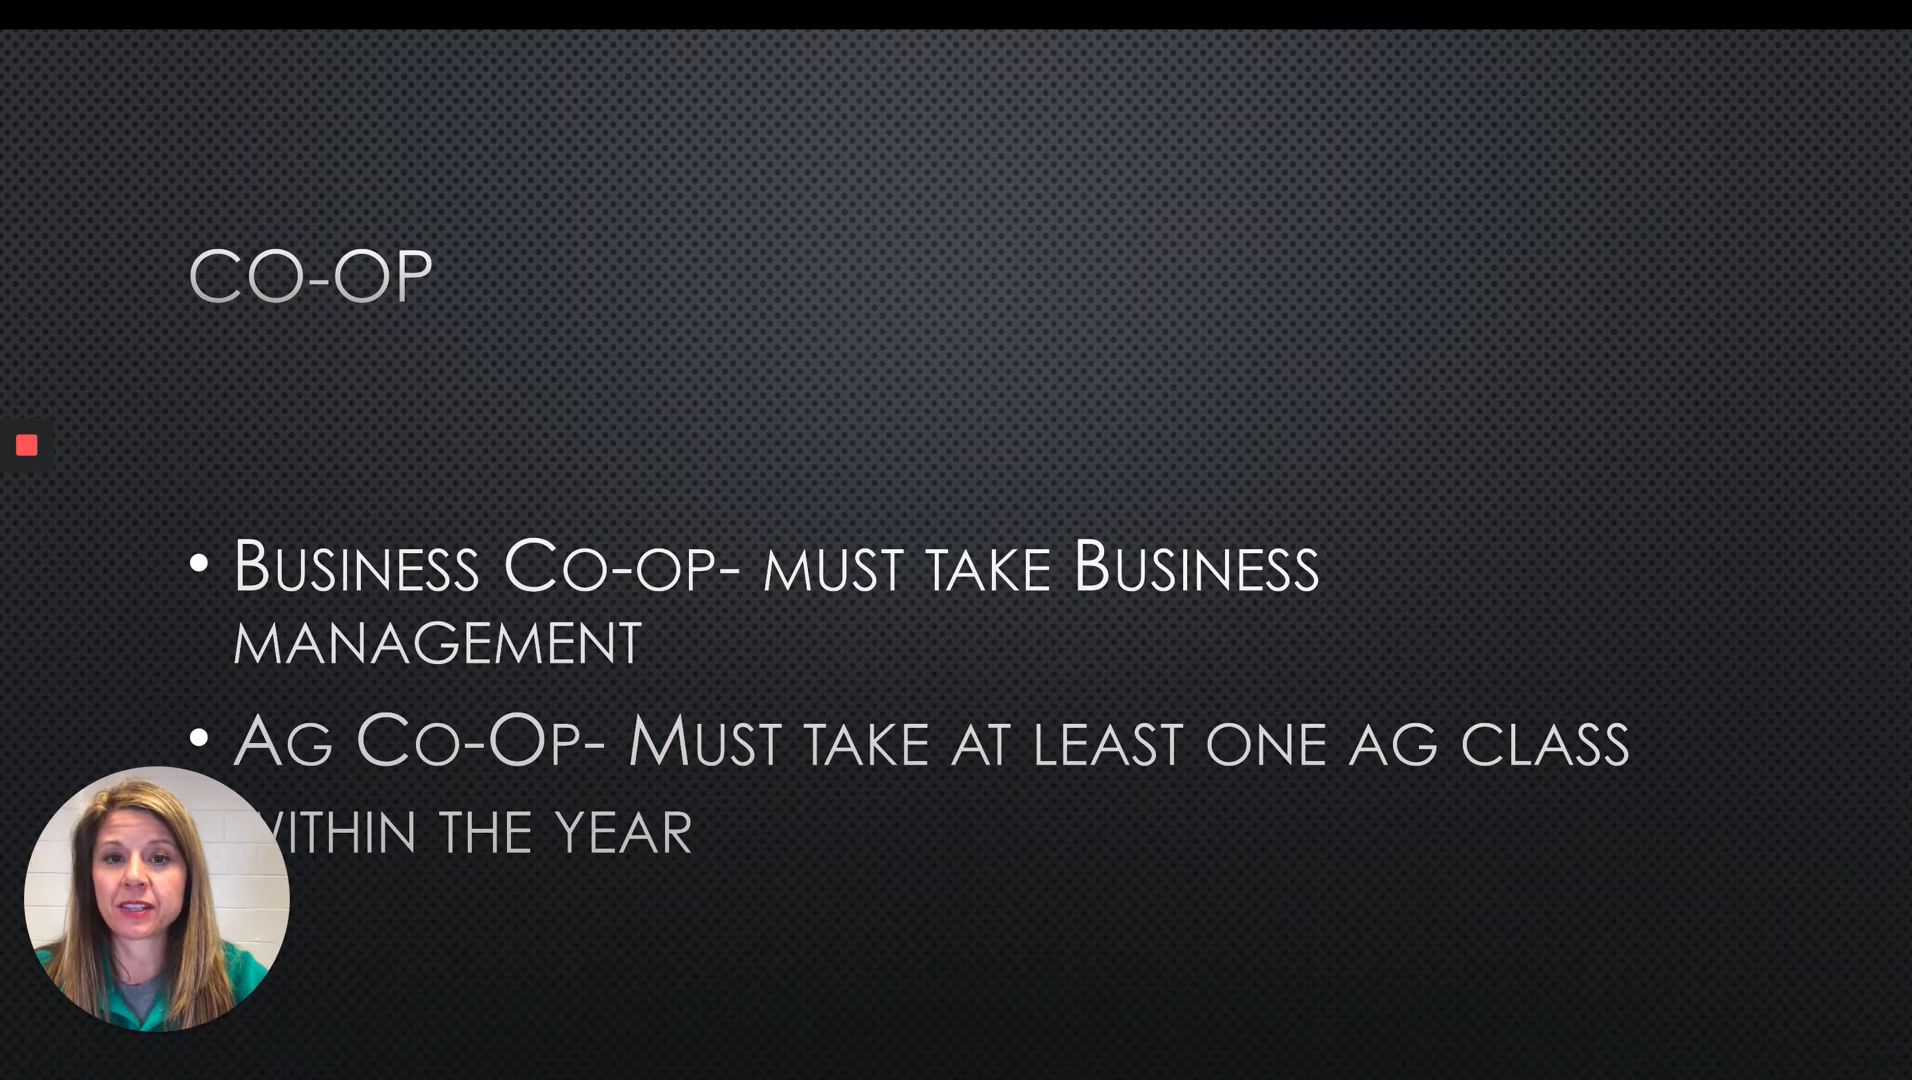 CO-OP
• Business Co-op- must take Business
management
• Ag Co-Op- Must take at least one ag class
within the year